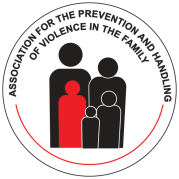 ASSOCIATION FOR THE PREVENTION AND HANDLING
OF VIOLENCE IN THE FAMILY